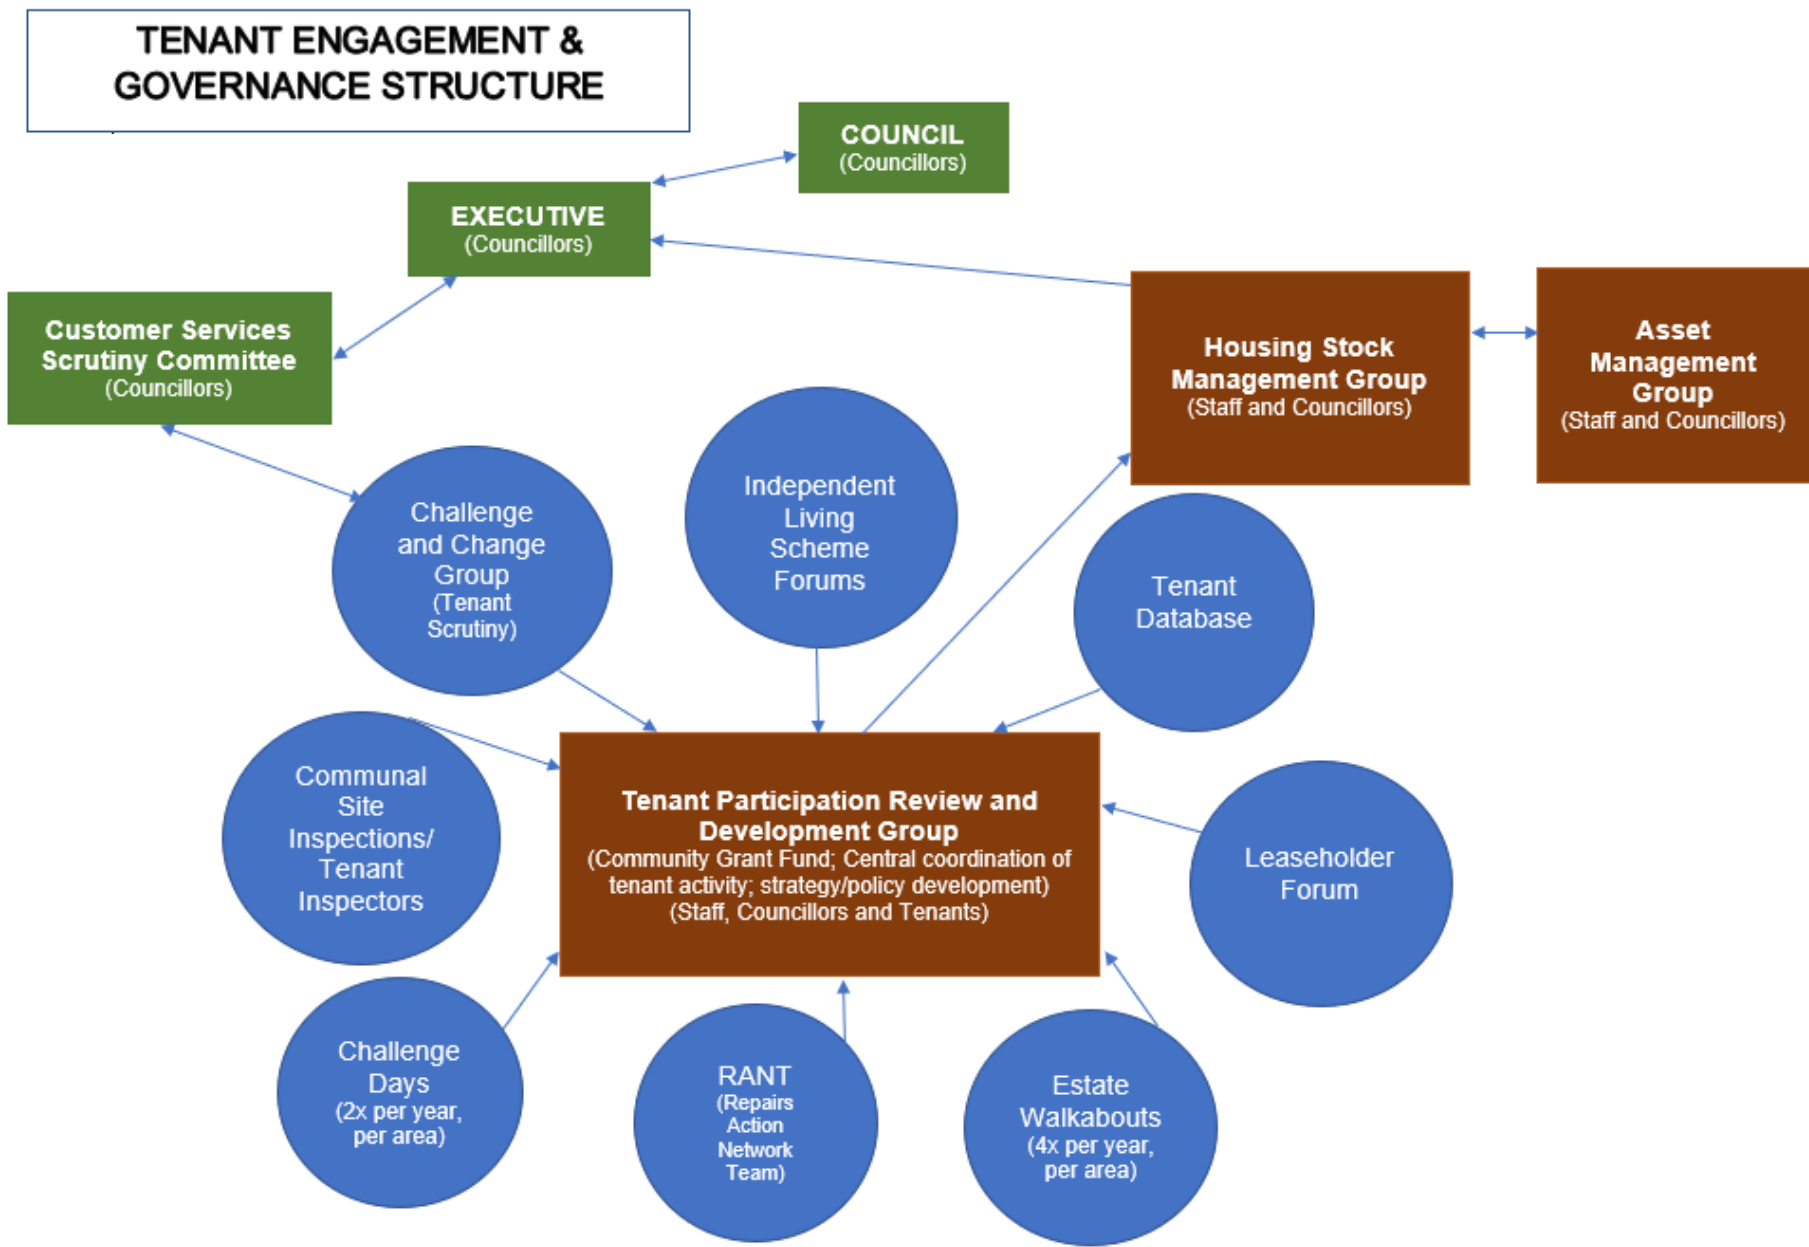 TENANT ENGAGEMENT &
GOVERNANCE STRUCTURE
COUNCIL
(Councillors)
EXECUTIVE
(Councillors)
Customer Services
Scrutiny Committee
(Councillors)
Housing Stock
Management Group
(Staff and Councillors)
Asset
Management
Group
(Staff and Councillors)
Challenge
and Change
Group
(Tenant
Scrutiny)
Independent
Living
Scheme
Forums
Tenant
Database
Communal
Site
Inspections/
Tenant
Inspectors
Tenant Participation Review and
Development Group
(Community Grant Fund; Central coordination of
tenant activity; strategy/policy development)
(Staff, Councillors and Tenants)
Leaseholder
Forum
Challenge
Days
(2x per year,
per area)
RANT
(Repairs
Action
Network
Team)
Estate
Walkabouts
(4x per year,
per area)